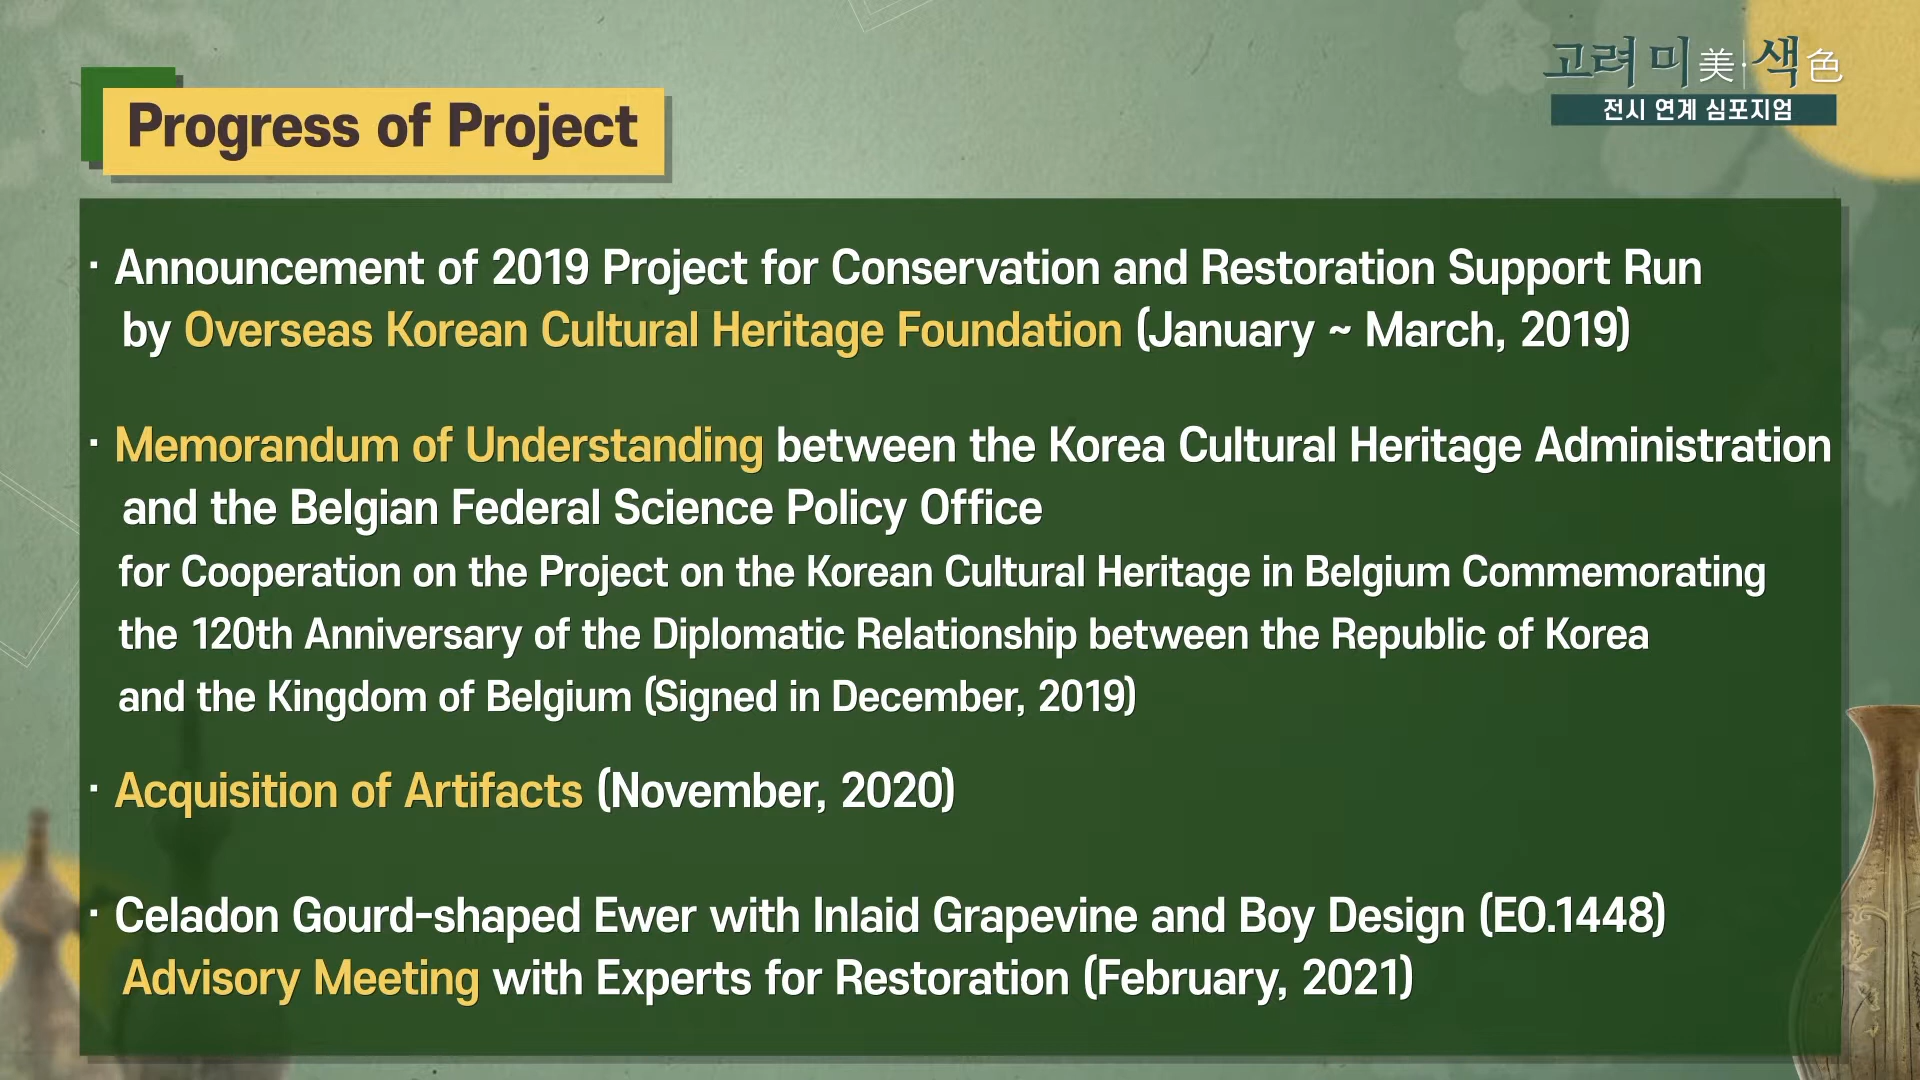 고려 미美·색色
전시 연계 심포지엄
Progress of Project
· Announcement of 2019 Project for Conservation and Restoration Support Run
by Overseas Korean Cultural Heritage Foundation (January ~ March, 2019)
· Memorandum of Understanding between the Korea Cultural Heritage Administration
and the Belgian Federal Science Policy Office
for Cooperation on the Project on the Korean Cultural Heritage in Belgium Commemorating
the 120th Anniversary of the Diplomatic Relationship between the Republic of Korea
and the Kingdom of Belgium (Signed in December, 2019)
· Acquisition of Artifacts (November, 2020)
· Celadon Gourd-shaped Ewer with Inlaid Grapevine and Boy Design (EO.1448)
Advisory Meeting with Experts for Restoration (February, 2021)